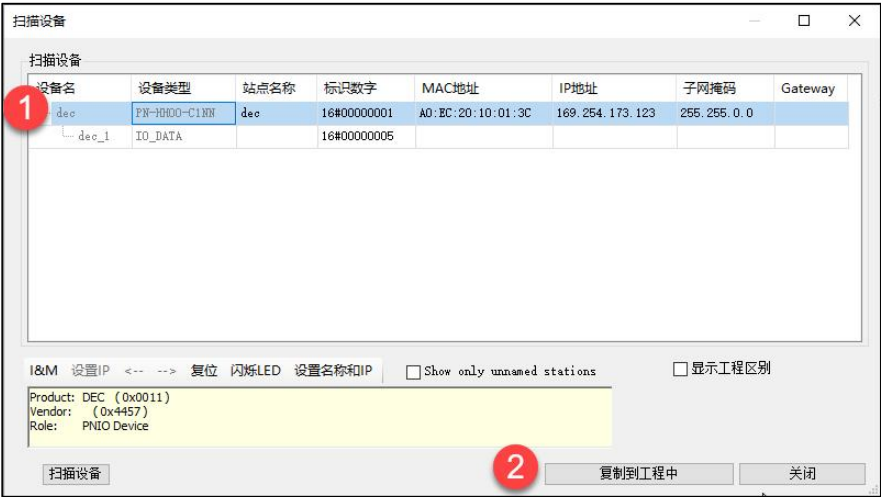 扫描设备
扫描设备
设备名 设备类型 站点名称 标识数字 MAC地址 IP地址 子网掩码 Gateway
1
dec PN-HHOO-C1NN dec 16#00000001 A0:EC:20:10:01:3C 169.254.173.123 255.255.0.0
dec_1 IO_DATA 16#00000005
I&M 设置IP <-- --> 复位 闪烁LED 设置名称和IP Show only unnamed stations 显示工程区别
Product: DEC (0x0011)
Vendor: (0x4457)
Role: PNIO Device
2
扫描设备 复制到工程中 关闭